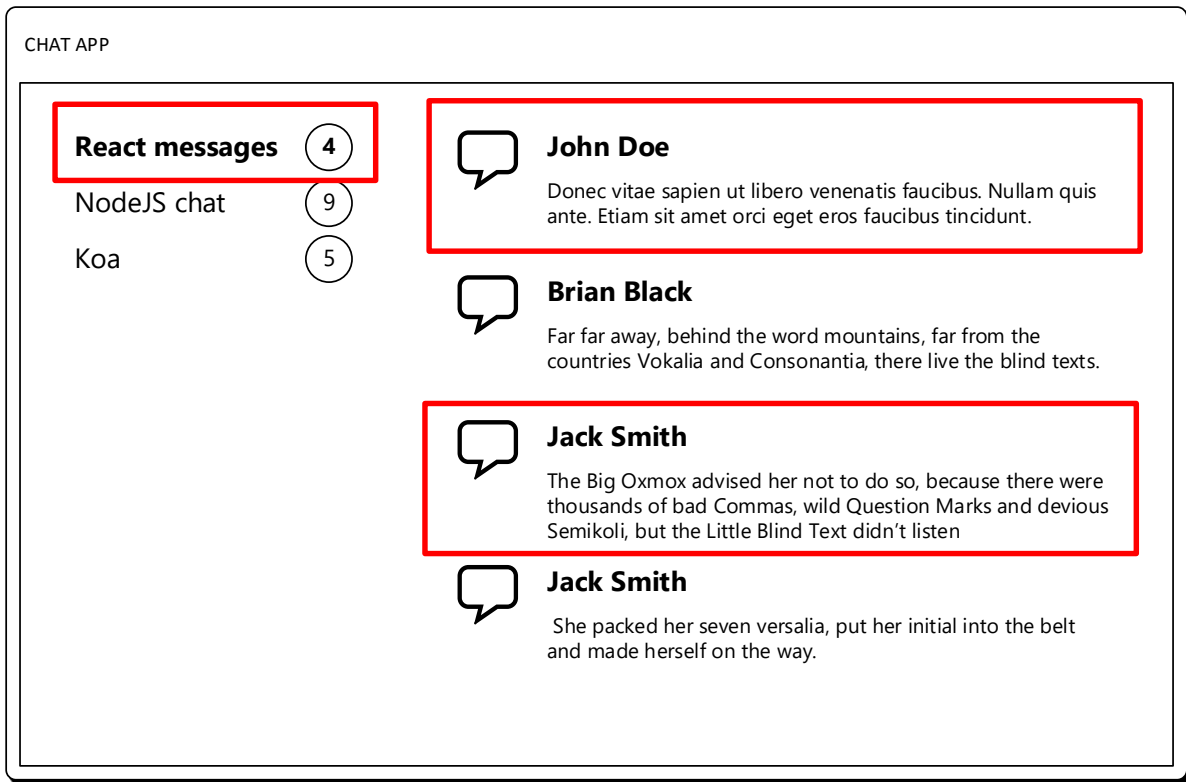 CHAT APP
React messages 4
NodeJS chat 9
Koa 5
John Doe
Donec vitae sapien ut libero venenatis faucibus. Nullam quis
ante. Etiam sit amet orci eget eros faucibus tincidunt.
Brian Black
Far far away, behind the word mountains, far from the
countries Vokalia and Consonantia, there live the blind texts.
Jack Smith
The Big Oxmox advised her not to do so, because there were
thousands of bad Commas, wild Question Marks and devious
Semikoli, but the Little Blind Text didn’t listen
Jack Smith
She packed her seven versalia, put her initial into the belt
and made herself on the way.